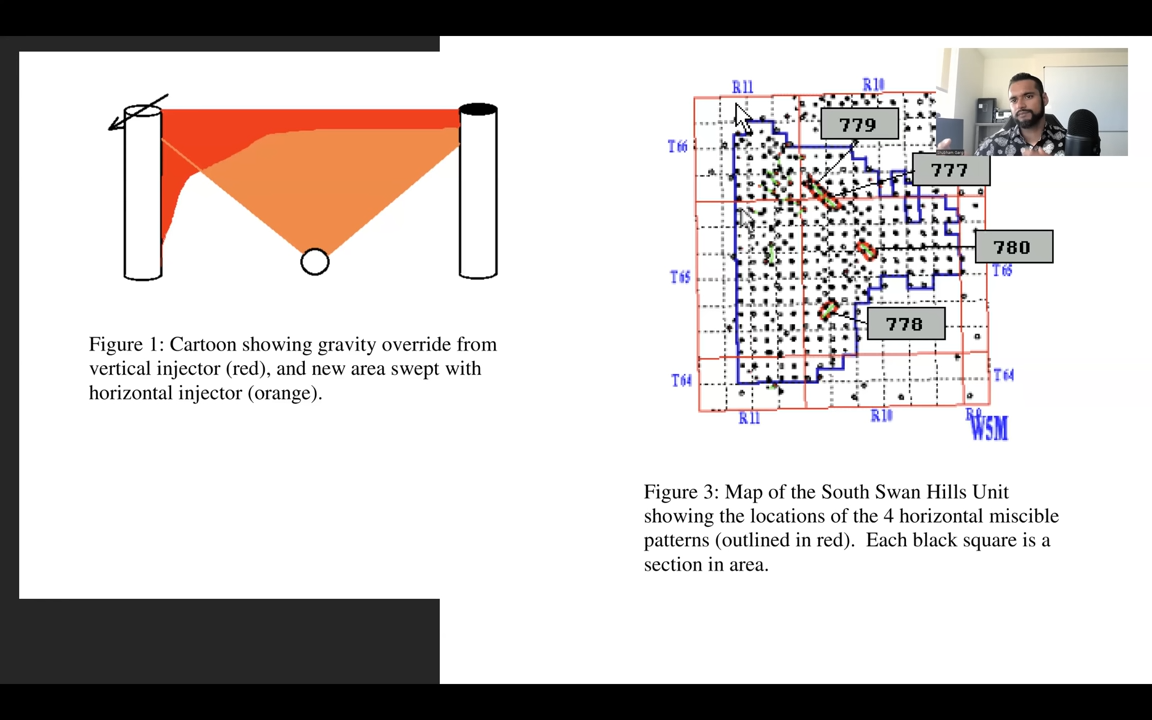 R11
R10
779
T66
777
780
T65
T65
778
T64
T64
R11
R10
R9
W5M
Figure 1: Cartoon showing gravity override from
vertical injector (red), and new area swept with
horizontal injector (orange).
Figure 3: Map of the South Swan Hills Unit
showing the locations of the 4 horizontal miscible
patterns (outlined in red).  Each black square is a
section in area.